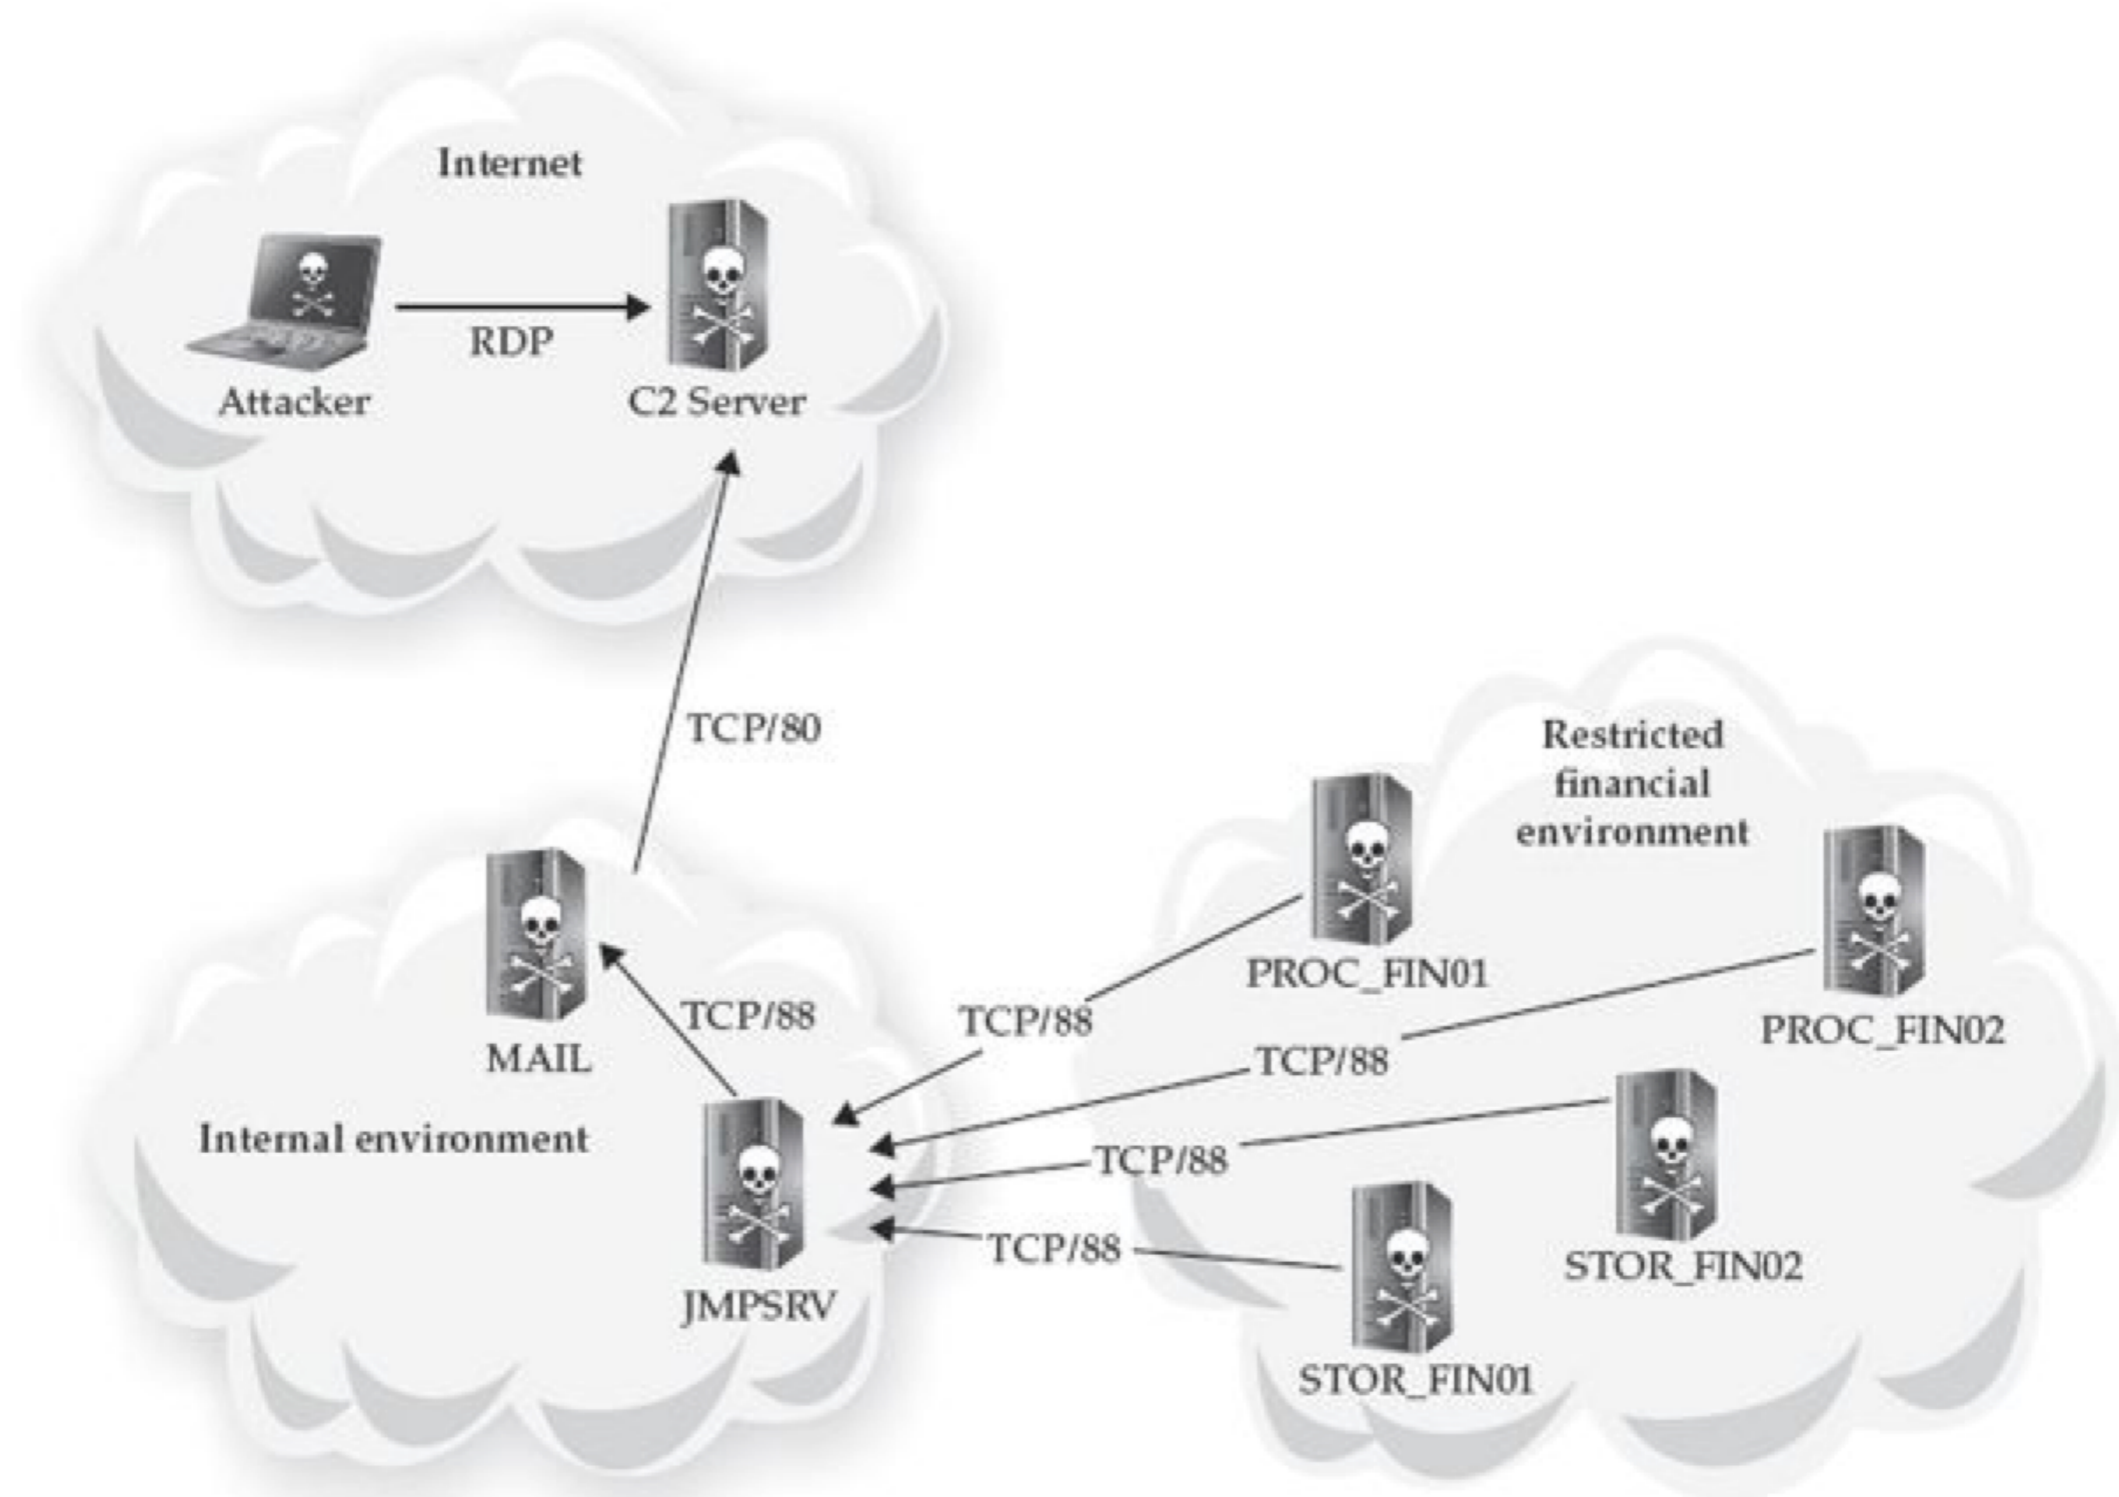 Internet
RDP
Attacker
C2 Server
TCP/80
Restricted
financial
environment
PROC_FIN01
PROC_FIN02
TCP/88
TCP/88
TCP/88
MAIL
Internal environment
TCP/88
TCP/88
STOR_FIN02
JMPSRV
STOR_FIN01